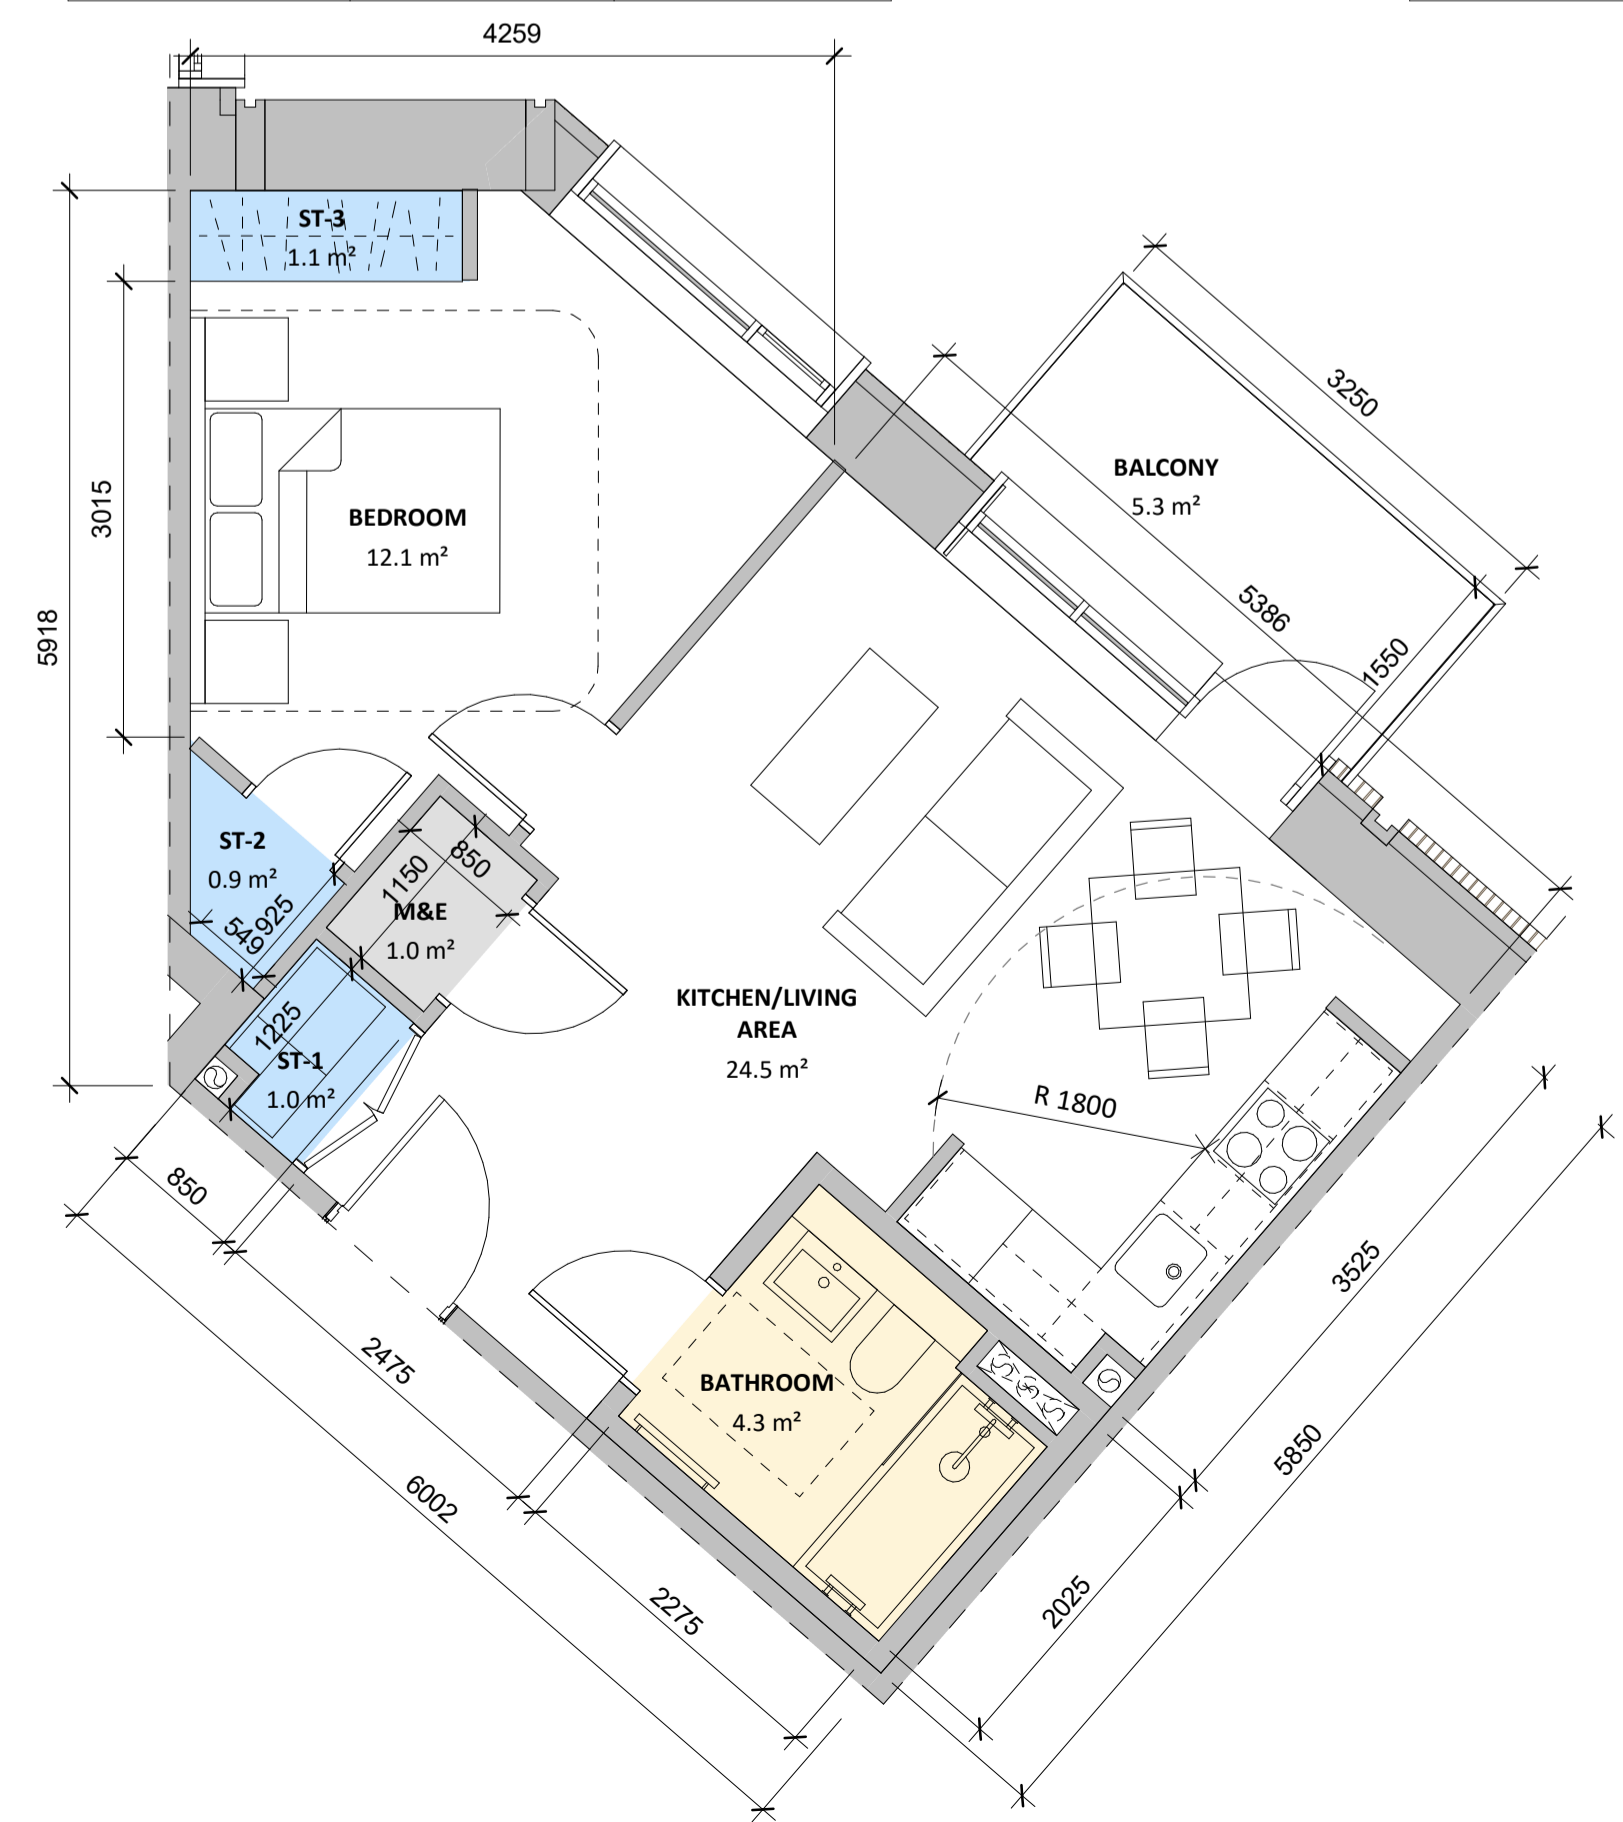 4259
ST-3
1.1 m²
3250
BALCONY
5.3 m²
3015
BEDROOM
12.1 m²
5386
5918
1550
ST-2
0.9 m²
1150
850
M&E
1.0 m²
925
549
KITCHEN/LIVING
AREA
24.5 m²
1225
ST-1
1.0 m²
R 1800
850
3525
2475
BATHROOM
4.3 m²
5850
6002
2275
2025